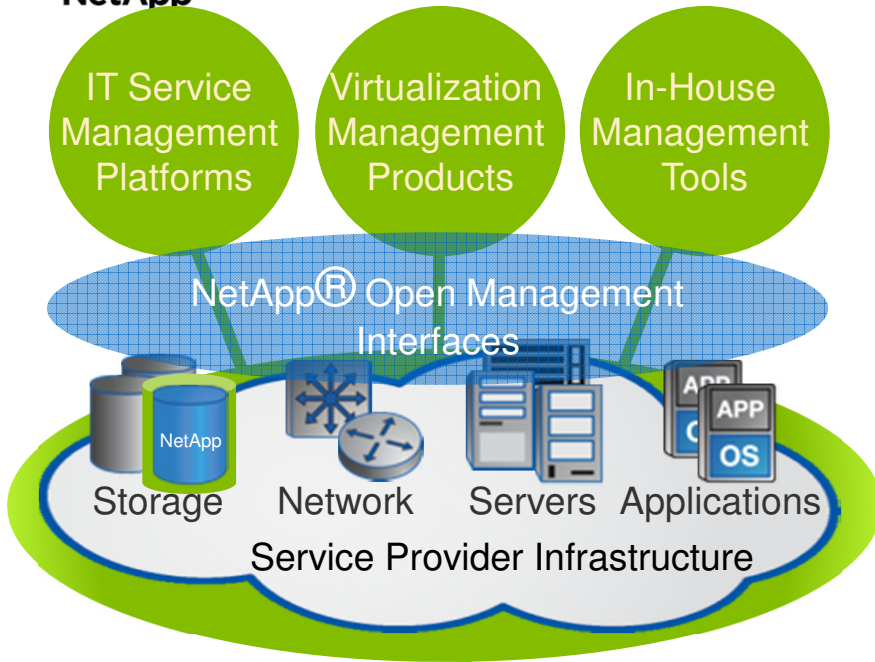 NetApp
IT Service
Management
Platforms
Virtualization
Management
Products
In-House
Management
Tools
NetApp® Open Management
Interfaces
NetApp
APP
APP
OS
Storage
Network
Servers
Applications
Service Provider Infrastructure